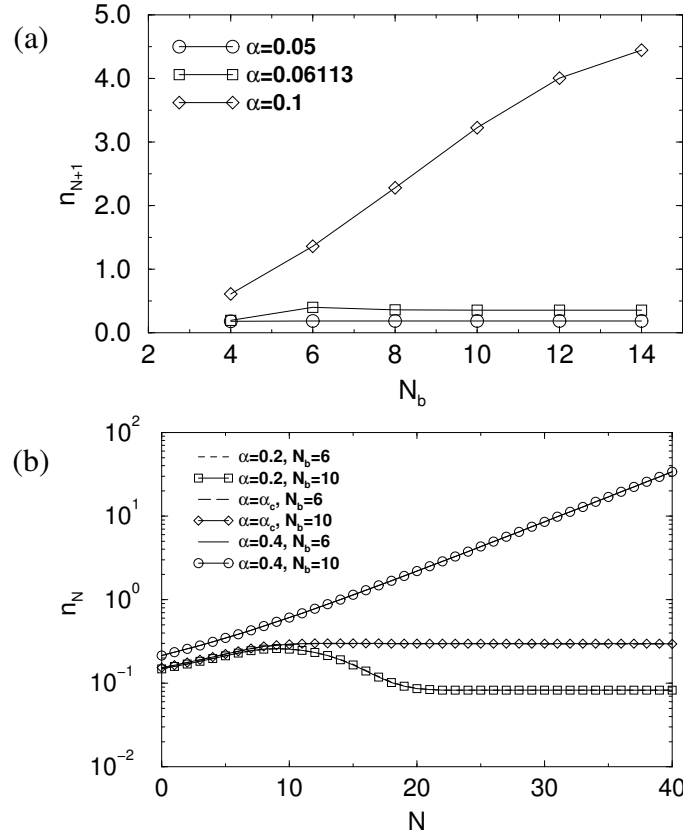 (a)
5.0
4.0
3.0
2.0
1.0
0.0
n_{N+1}
α=0.05
α=0.06113
α=0.1
2 4 6 8 10 12 14
N_b
(b)
10^2
10^1
10^0
10^{-1}
10^{-2}
n_N
α=0.2, N_b=6
α=0.2, N_b=10
α=α_c, N_b=6
α=α_c, N_b=10
α=0.4, N_b=6
α=0.4, N_b=10
0 10 20 30 40
N